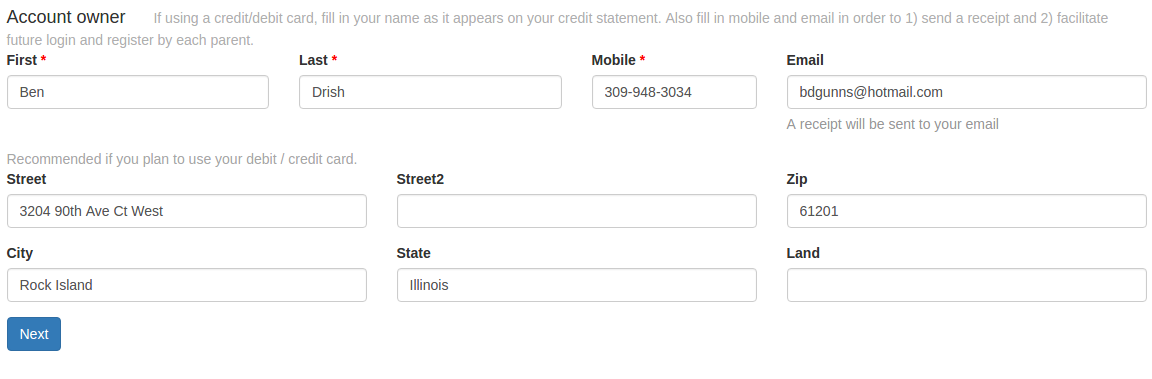 Account owner If using a credit/debit card, fill in your name as it appears on your credit statement. Also fill in mobile and email in order to 1) send a receipt and 2) facilitate
future login and register by each parent.
First * Last * Mobile * Email
Ben Drish 309-948-3034 bdgunns@hotmail.com
A receipt will be sent to your email
Recommended if you plan to use your debit / credit card.
Street Street2 Zip
3204 90th Ave Ct West 61201
City State Land
Rock Island Illinois
Next